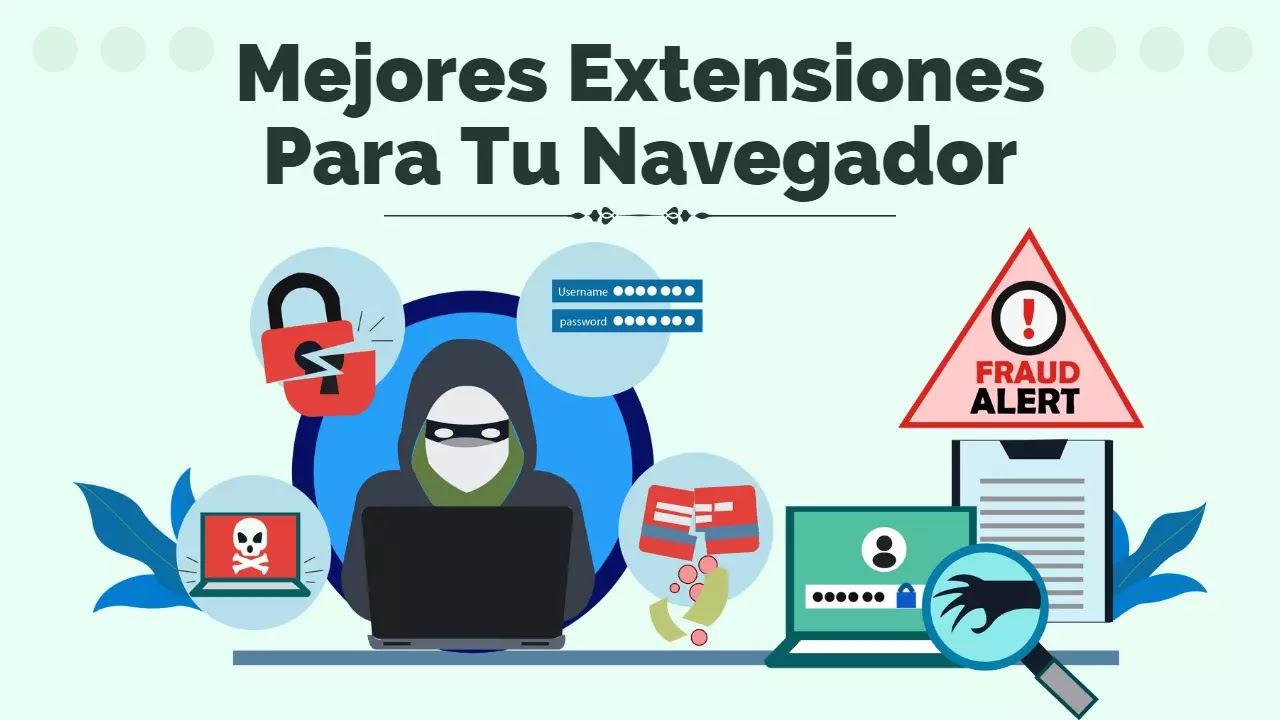 Mejores Extensiones
Para Tu Navegador
Username
password
FRAUD
ALERT